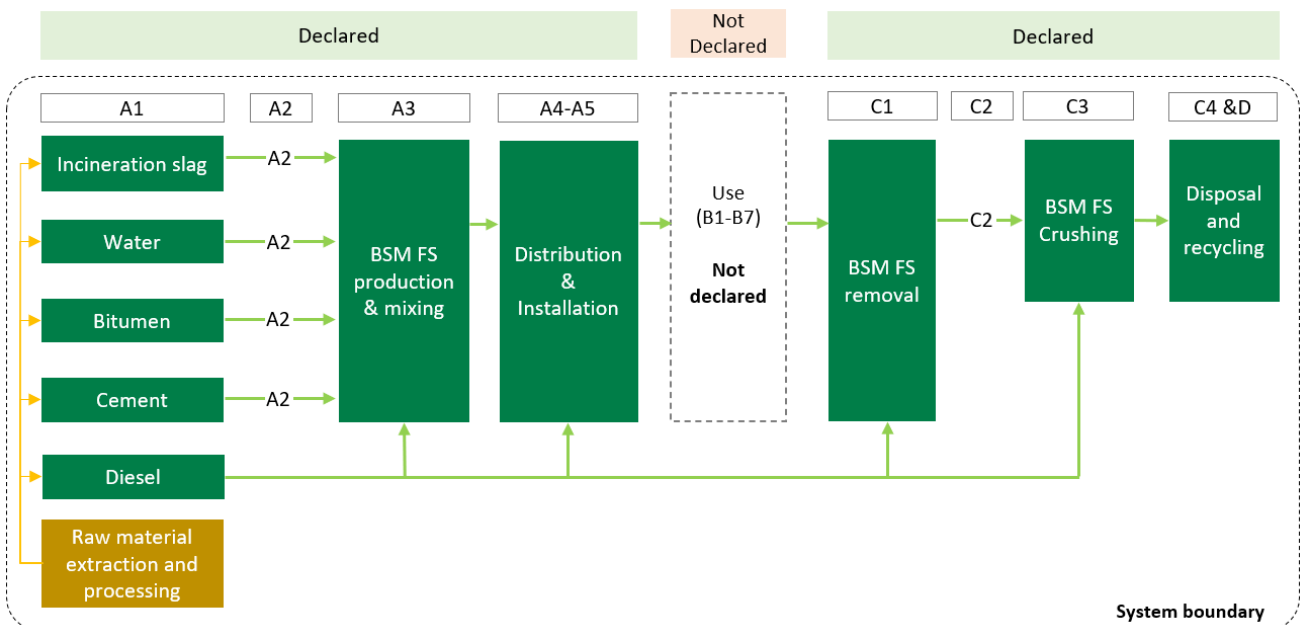 Declared
Not
Declared
Declared
A1
A2
A3
A4-A5
C1
C2
C3
C4 &D
Incineration slag
A2
Water
A2
Bitumen
A2
Cement
A2
Diesel
Raw material
extraction and
processing
BSM FS
production
& mixing
Distribution
&
Installation
Use
(B1-B7)
Not
declared
BSM FS
removal
C2
BSM FS
Crushing
Disposal
and
recycling
System boundary